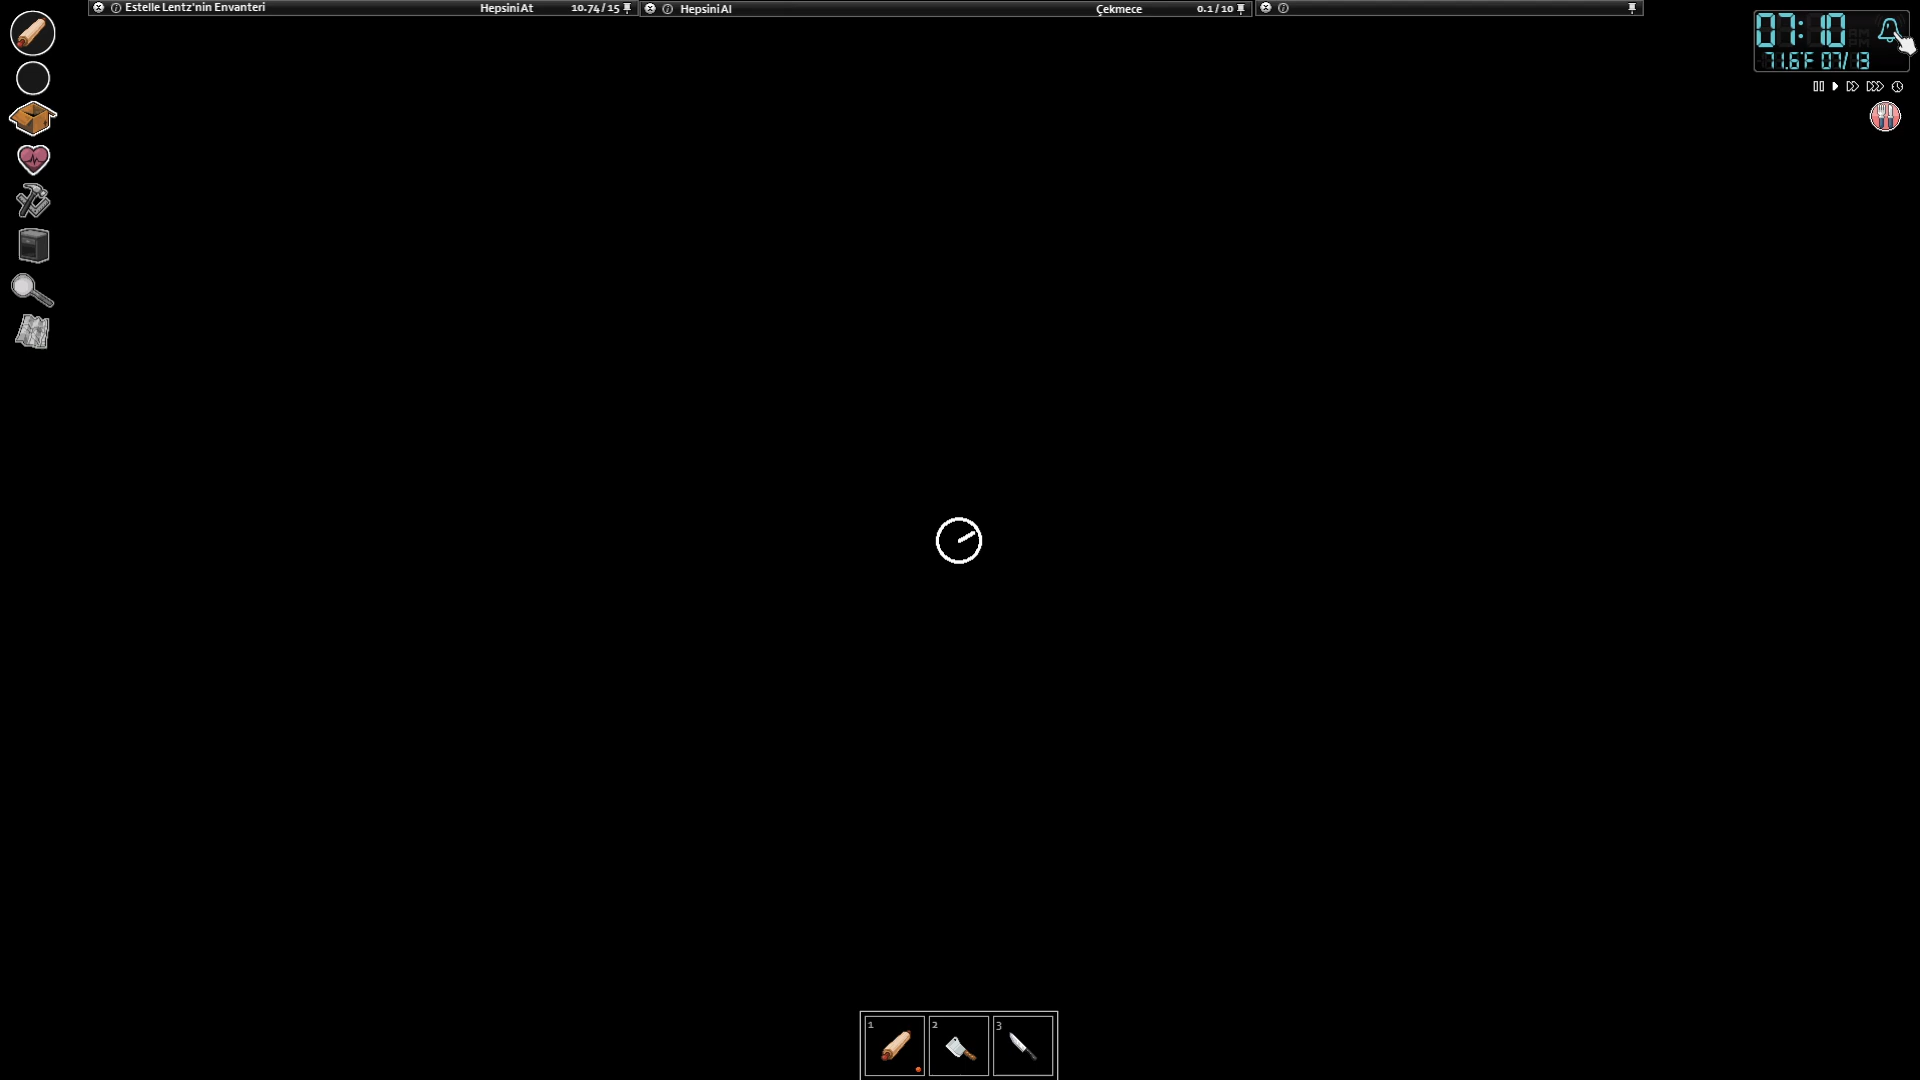 Estelle Lentz'nin Envanteri HepsiniAt 10.74 / 15
HepsiniAl Çekmece 0.1 / 10
07:10
71.6°F 07/13
1 2 3